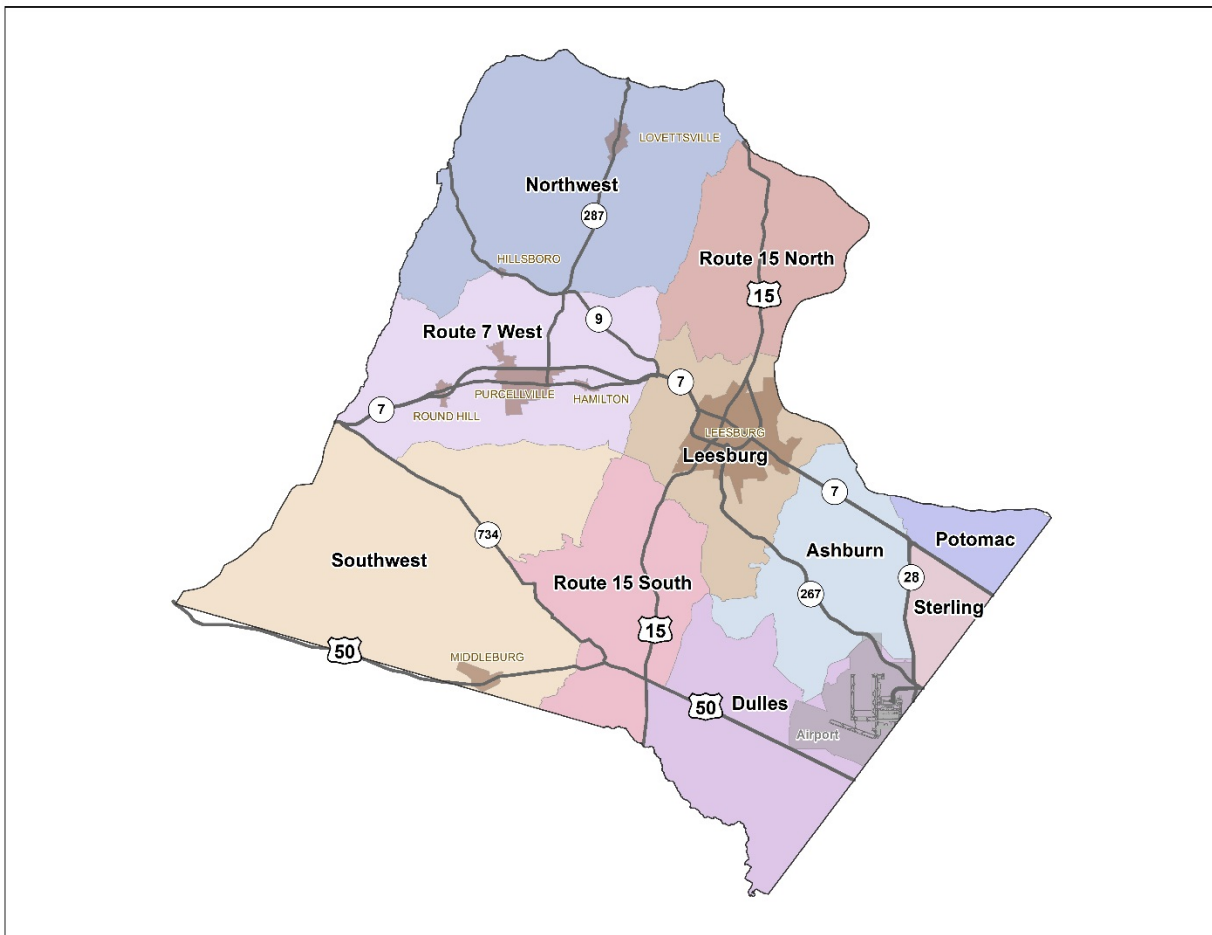 LOVETTSVILLE
Northwest
287
HILLSBORO
Route 15 North
15
9
Route 7 West
7
PURCELLVILLE
HAMILTON
ROUND HILL
7
LEESBURG
Leesburg
7
734
Southwest
Route 15 South
Ashburn
Potomac
28
267
Sterling
15
50
MIDDLEBURG
50
Dulles
Airport